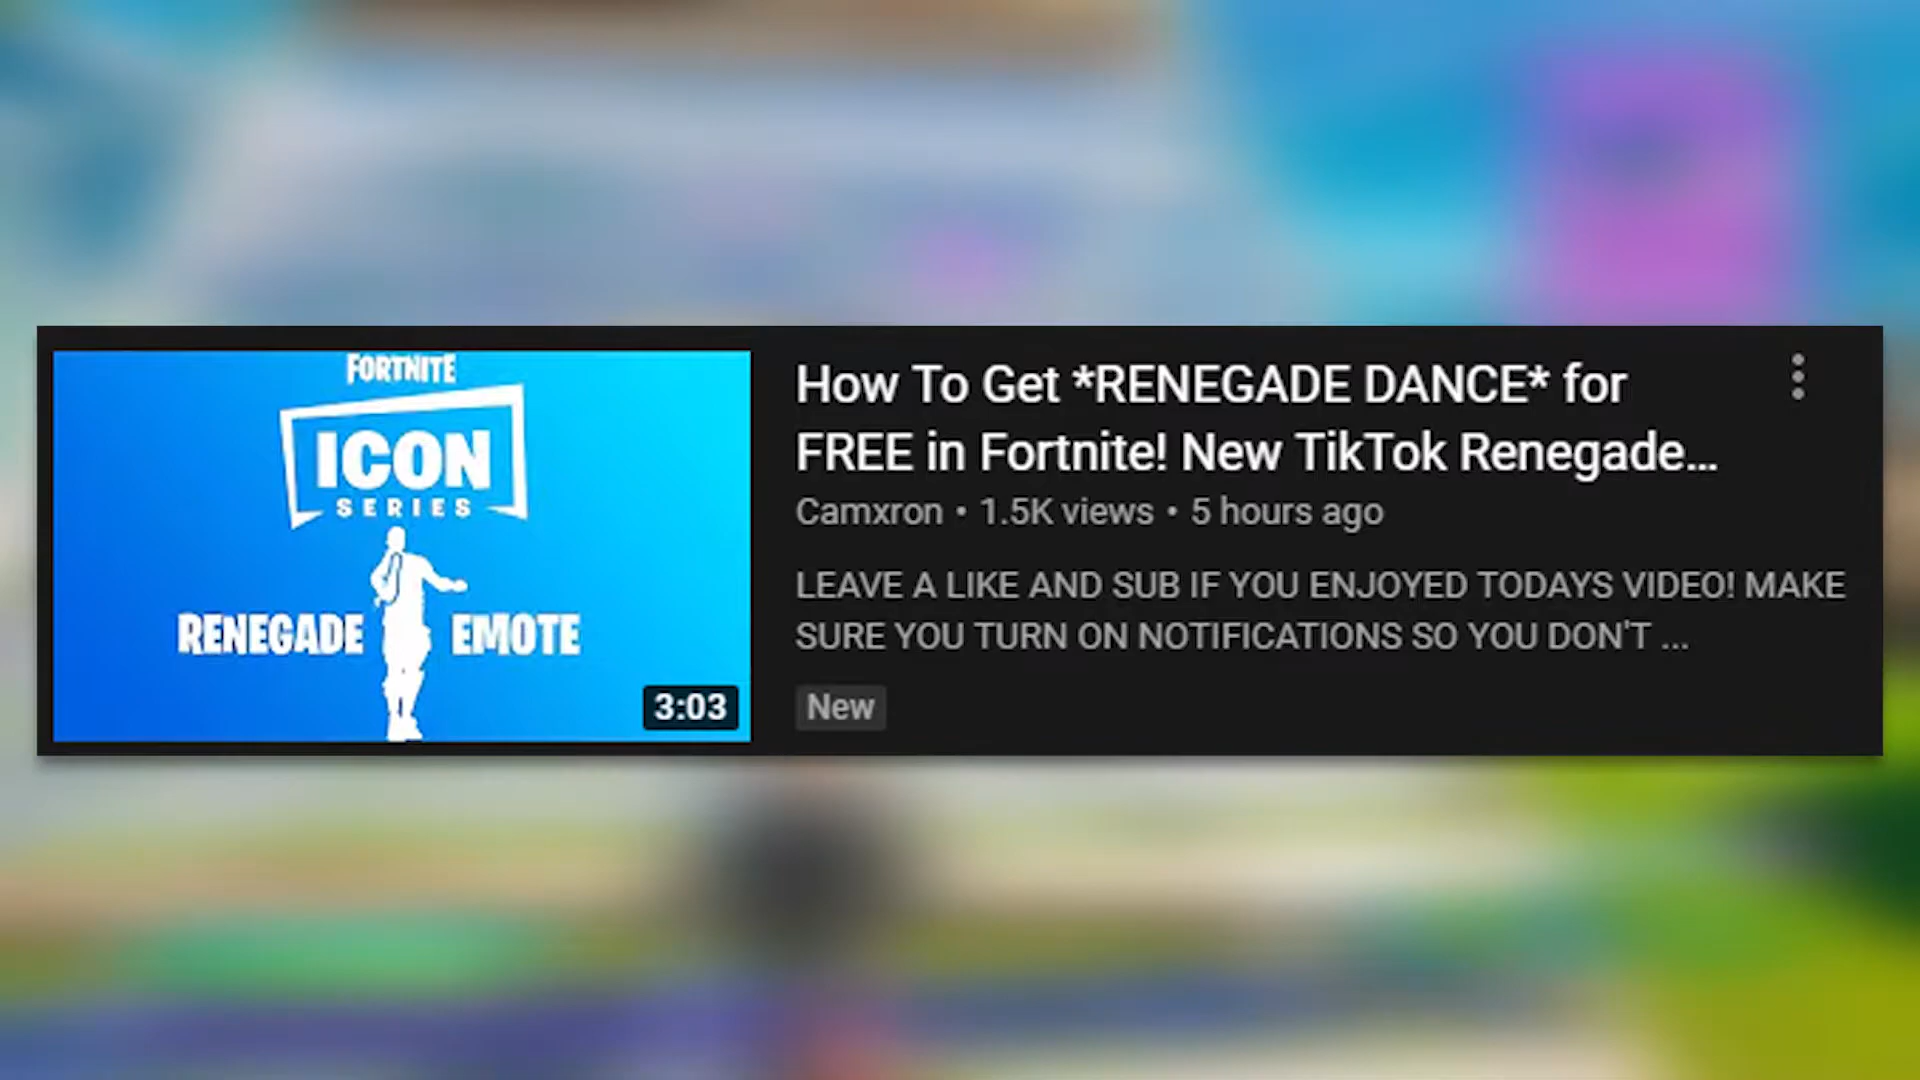 FORTNITE
ICON
SERIES
RENEGADE EMOTE
3:03
How To Get *RENEGADE DANCE* for
FREE in Fortnite! New TikTok Renegade...
Camxron • 1.5K views • 5 hours ago
LEAVE A LIKE AND SUB IF YOU ENJOYED TODAYS VIDEO! MAKE
SURE YOU TURN ON NOTIFICATIONS SO YOU DON'T ...
New